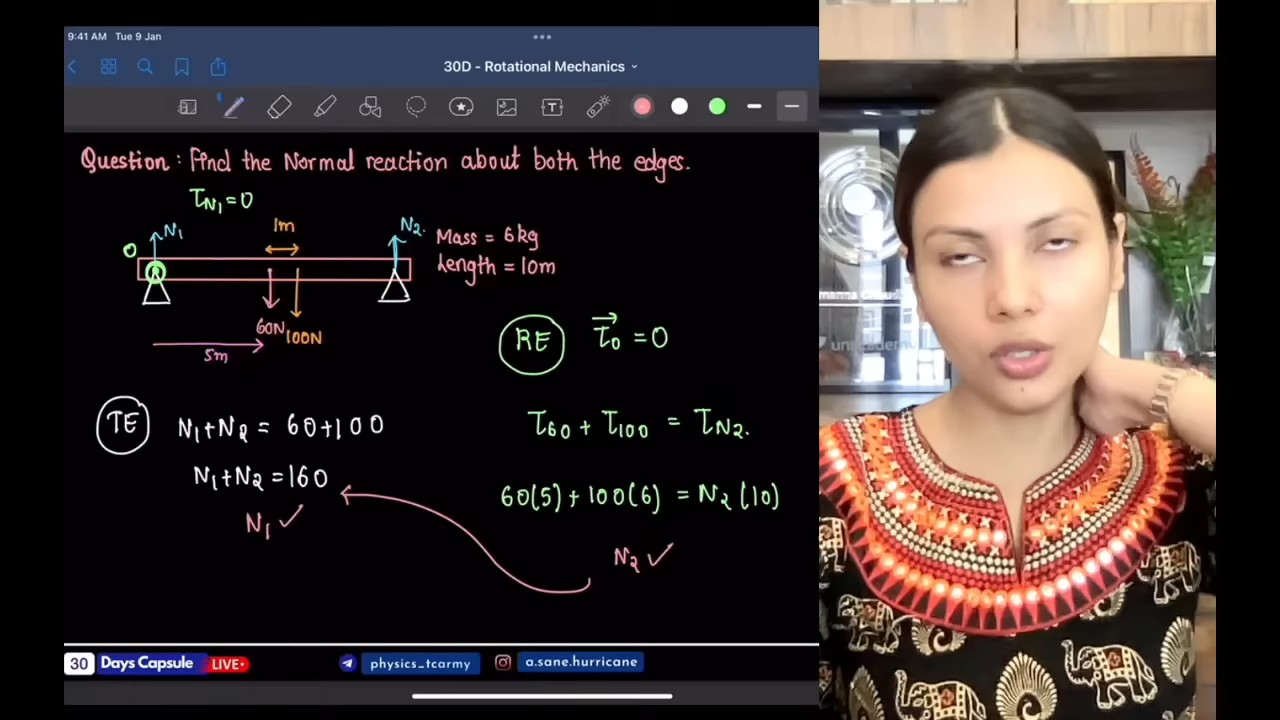 9:41 AM Tue 9 Jan
30D - Rotational Mechanics
Question: Find the Normal reaction about both the edges.
τN₁ = 0
O
N₁
1m
N₂.
Mass = 6kg
Length = 10m
60N
100N
5m
RE
τ⃗₀ = 0
TE
N₁+N₂ = 60+100
N₁+N₂ = 160
N₁ ✓
τ60 + τ100 = τN₂.
60(5) + 100(6) = N₂(10)
N₂ ✓
30 Days Capsule LIVE
physics_tcarmy
a.sane.hurricane